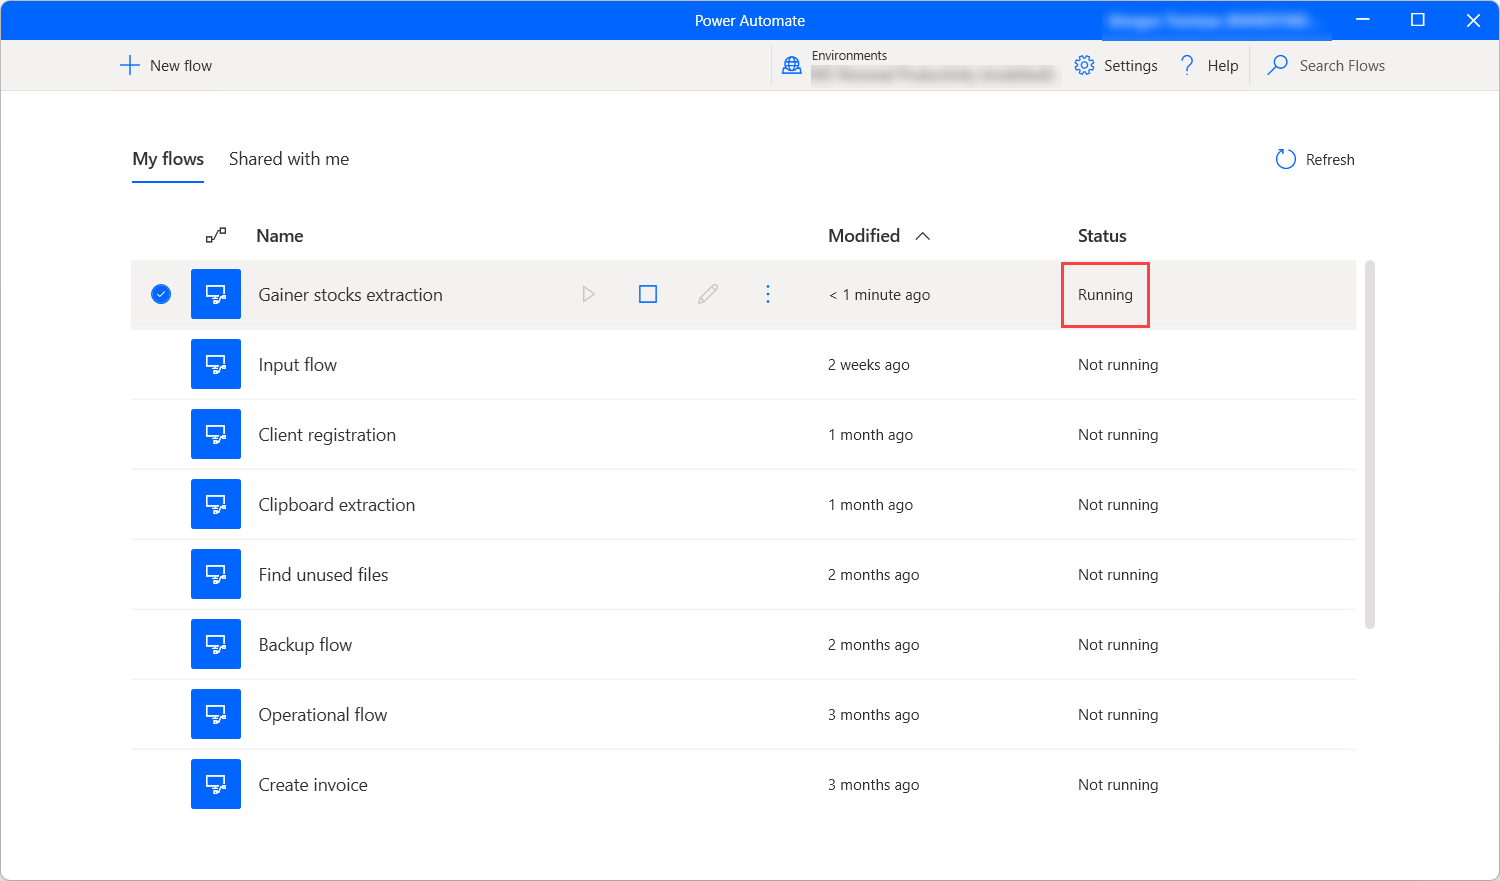 Power Automate
New flow
Environments
Settings
Help
Search Flows
My flows
Shared with me
Refresh
Name
Modified
Status
Gainer stocks extraction
< 1 minute ago
Running
Input flow
2 weeks ago
Not running
Client registration
1 month ago
Not running
Clipboard extraction
1 month ago
Not running
Find unused files
2 months ago
Not running
Backup flow
2 months ago
Not running
Operational flow
3 months ago
Not running
Create invoice
3 months ago
Not running